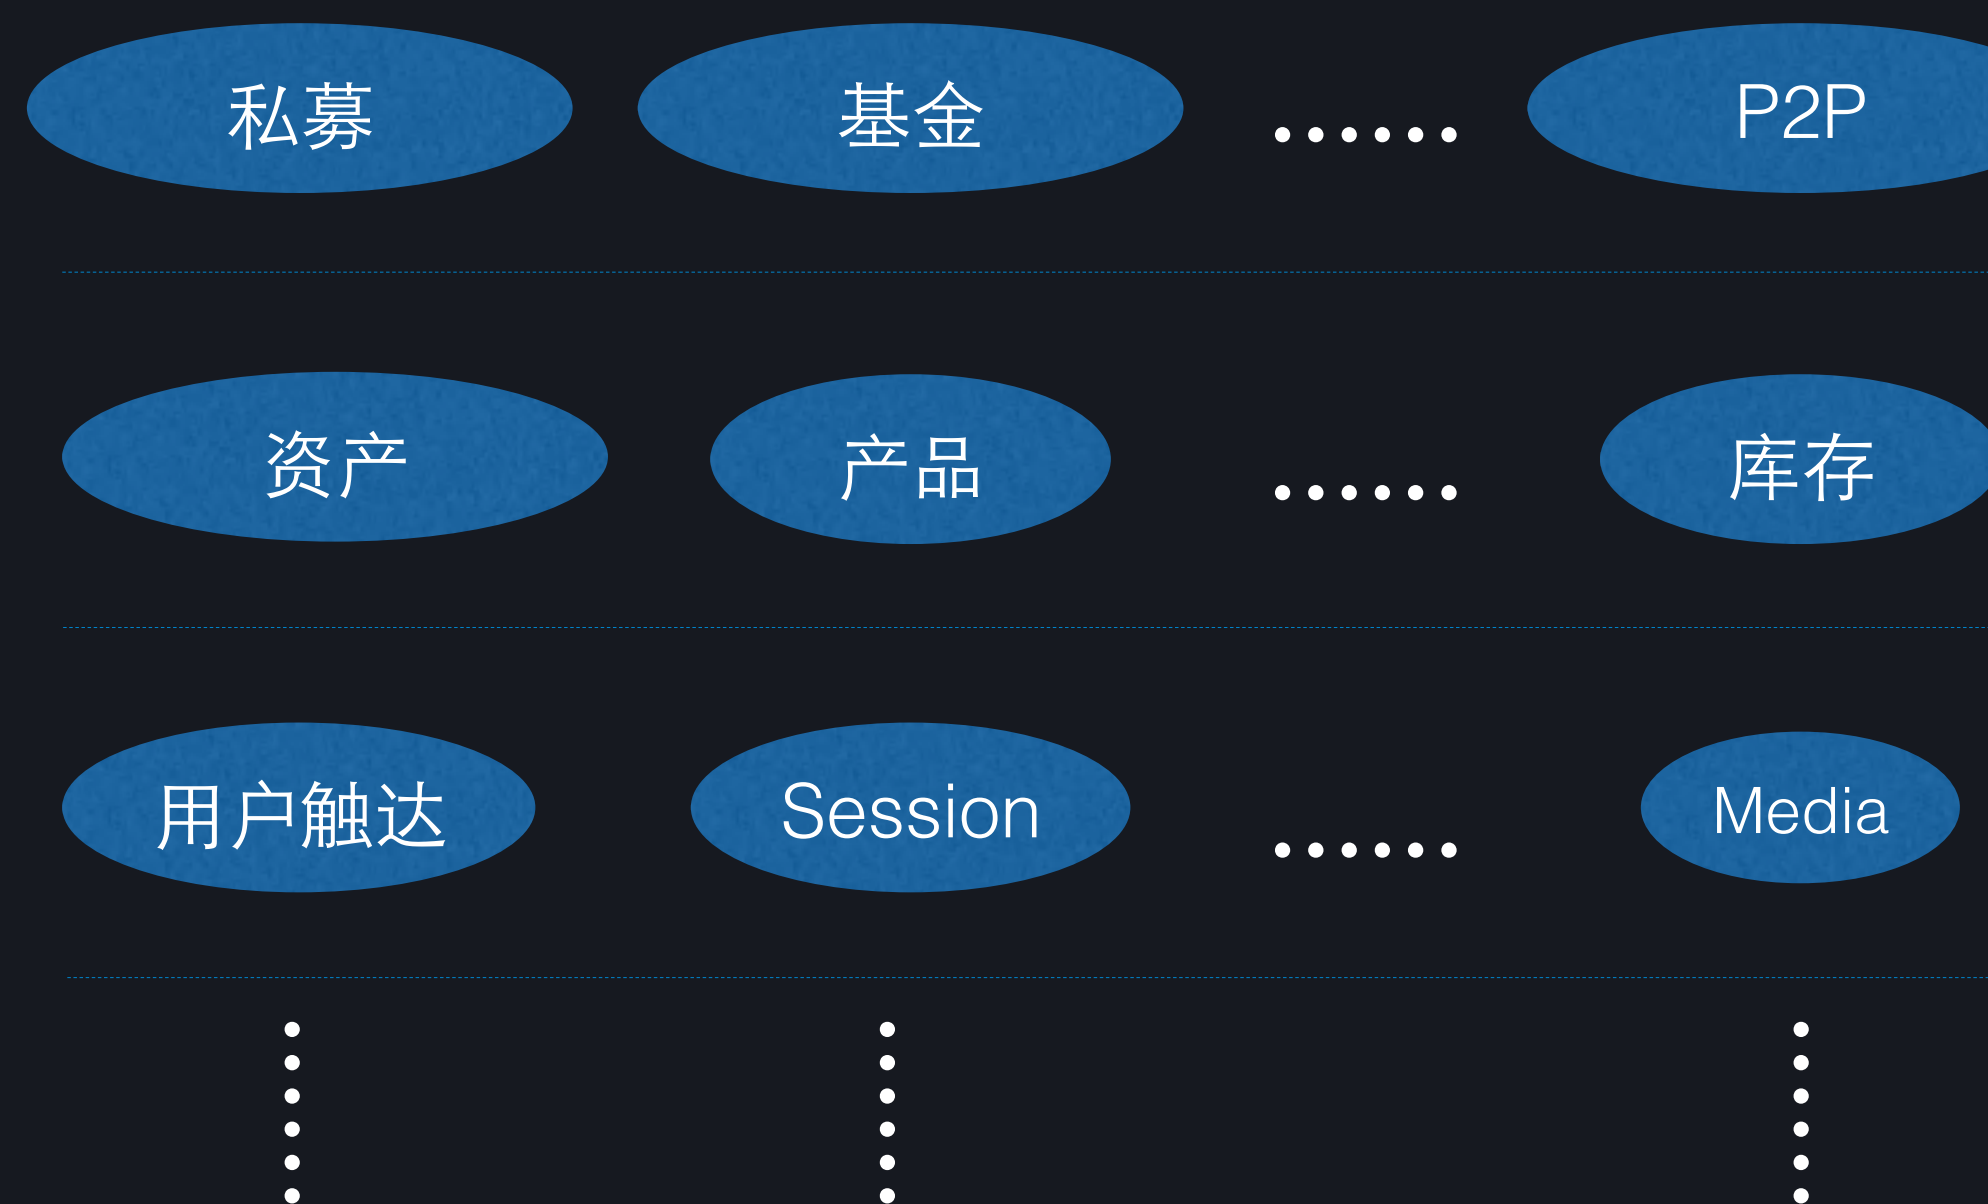 私募 基金 ...... P2P
资产 产品 ...... 库存
用户触达 Session ...... Media